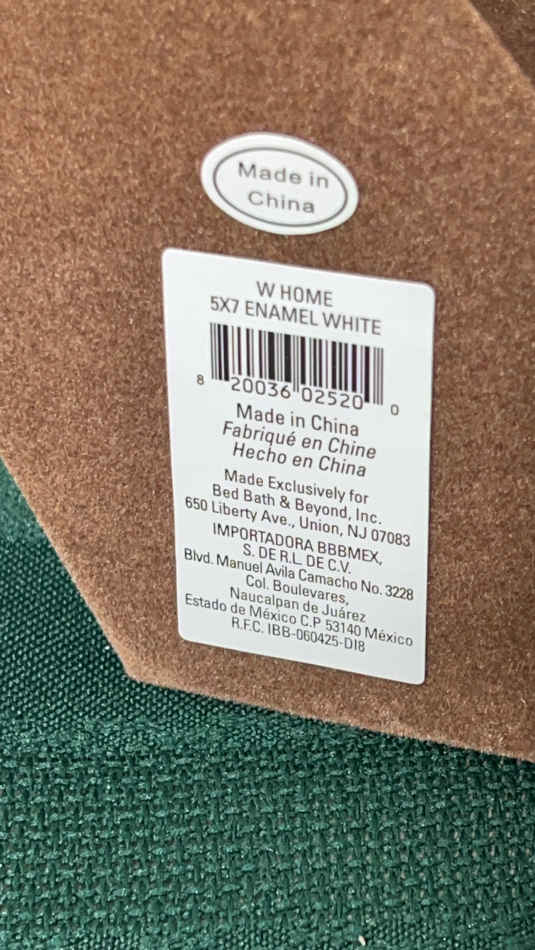 Made in
China
W HOME
5X7 ENAMEL WHITE
8 20036 02520 0
Made in China
Fabriqué en Chine
Hecho en China
Made Exclusively for
Bed Bath & Beyond, Inc.
650 Liberty Ave., Union, NJ 07083
IMPORTADORA BBBMEX,
S. DE R.L. DE C.V.
Blvd. Manuel Avila Camacho No. 3228
Col. Boulevares,
Naucalpan de Juárez
Estado de México C.P 53140 México
R.F.C. IBB-060425-DI8